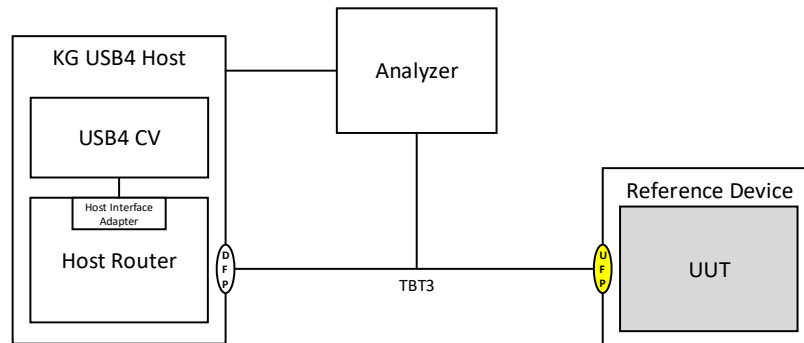 KG USB4 Host
Analyzer
USB4 CV
Host Interface
Adapter
Host Router
D
F
P
TBT3
Reference Device
U
F
P
UUT